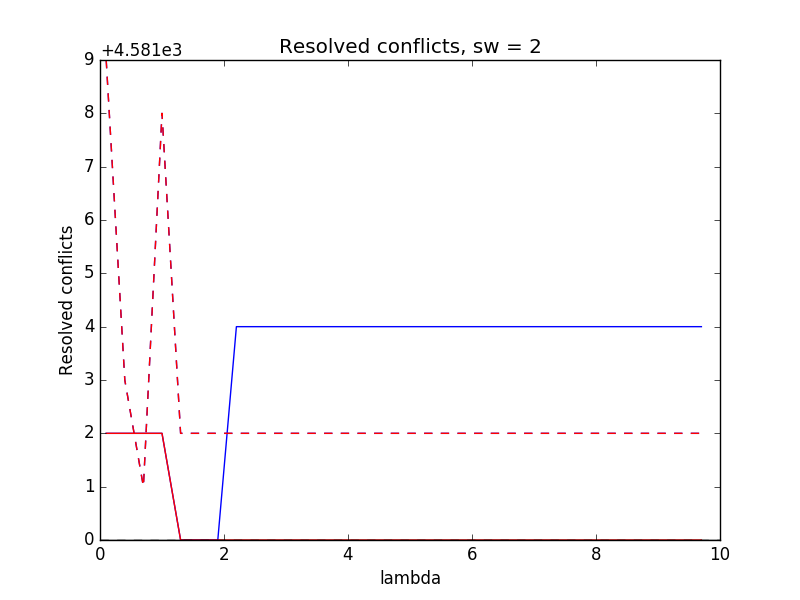 Resolved conflicts, sw = 2
+4.581e3
9
8
7
6
5
4
3
2
1
0
Resolved conflicts
0 2 4 6 8 10
lambda